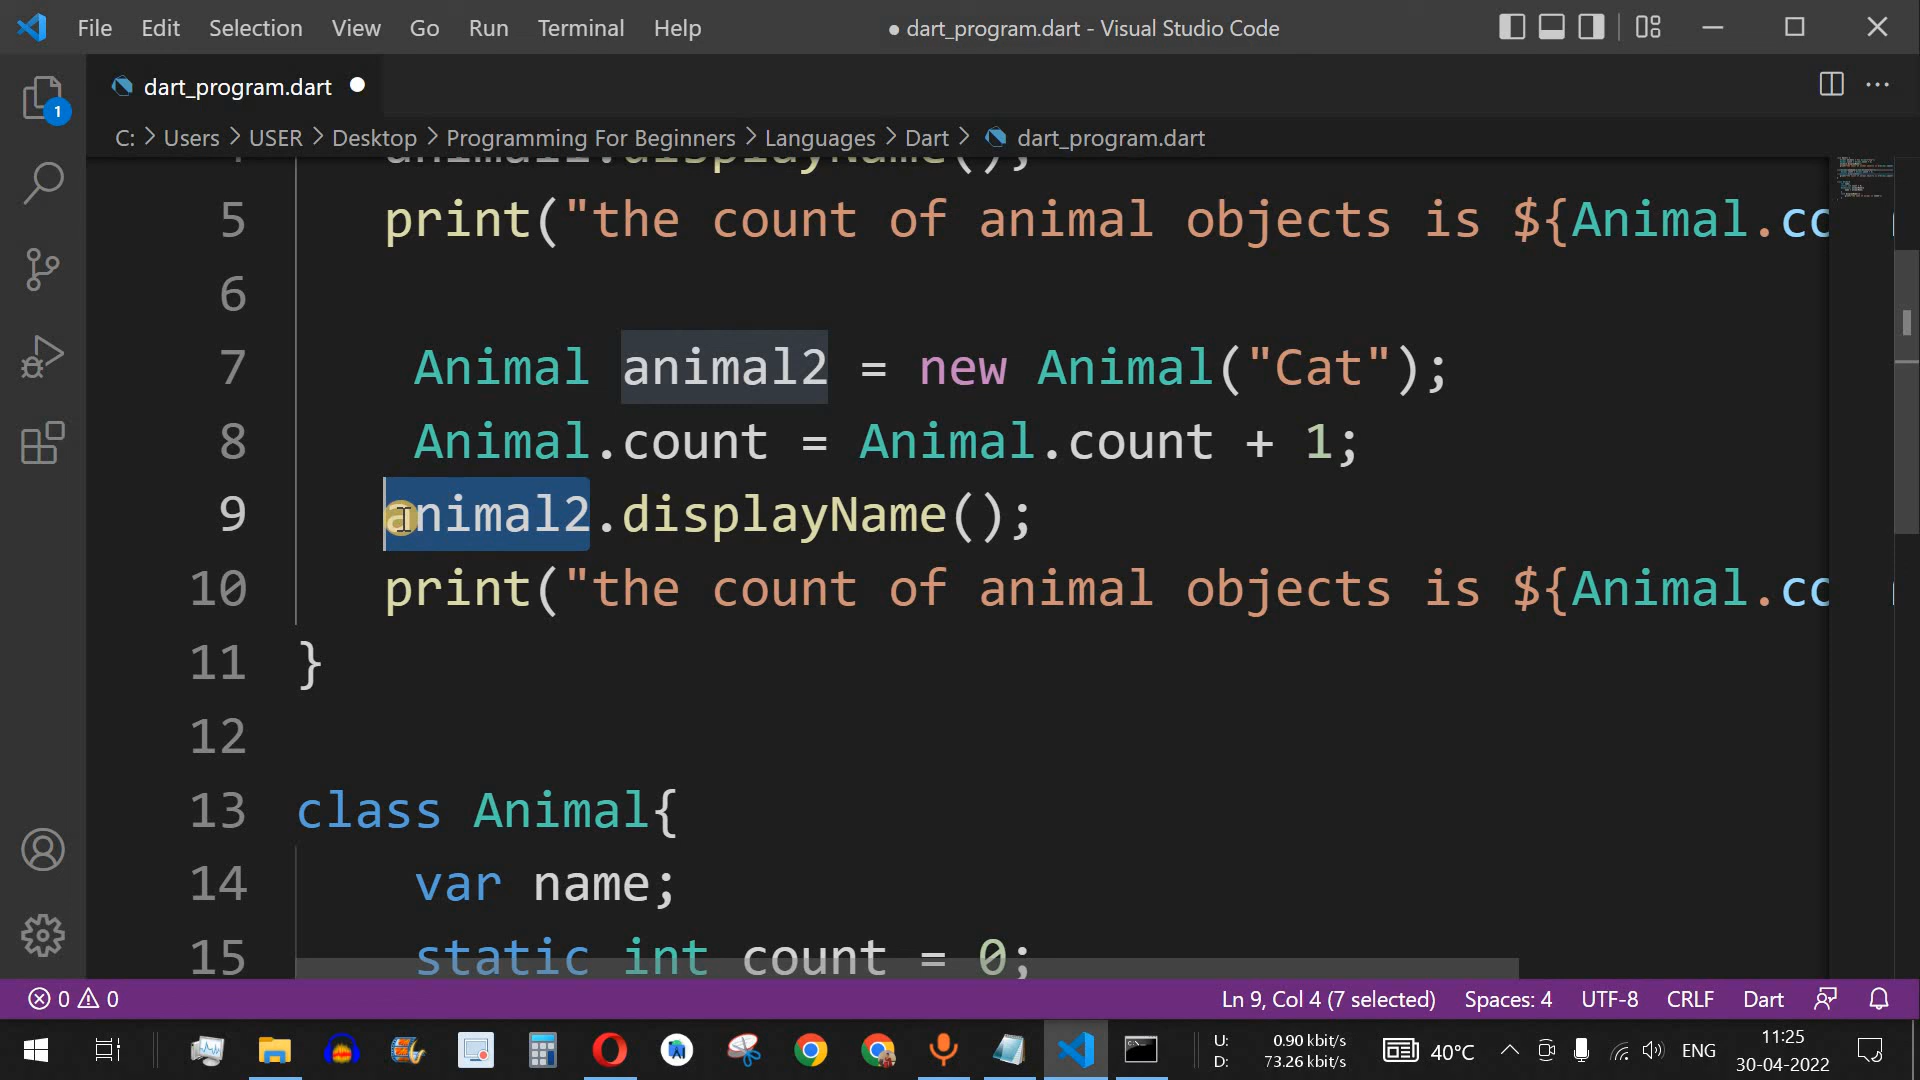 File Edit Selection View Go Run Terminal Help ● dart_program.dart - Visual Studio Code
dart_program.dart
C: > Users > USER > Desktop > Programming For Beginners > Languages > Dart > dart_program.dart
.displayName();
5 print("the count of animal objects is ${Animal.co
6
7 Animal animal2 = new Animal("Cat");
8 Animal.count = Animal.count + 1;
9 animal2.displayName();
10 print("the count of animal objects is ${Animal.co
11 }
12
13 class Animal{
14 var name;
15 static int count = 0;
1
0 0 Ln 9, Col 4 (7 selected) Spaces: 4 UTF-8 CRLF Dart
U: 0.90 kbit/s
D: 73.26 kbit/s
40°C ENG
11:25
30-04-2022